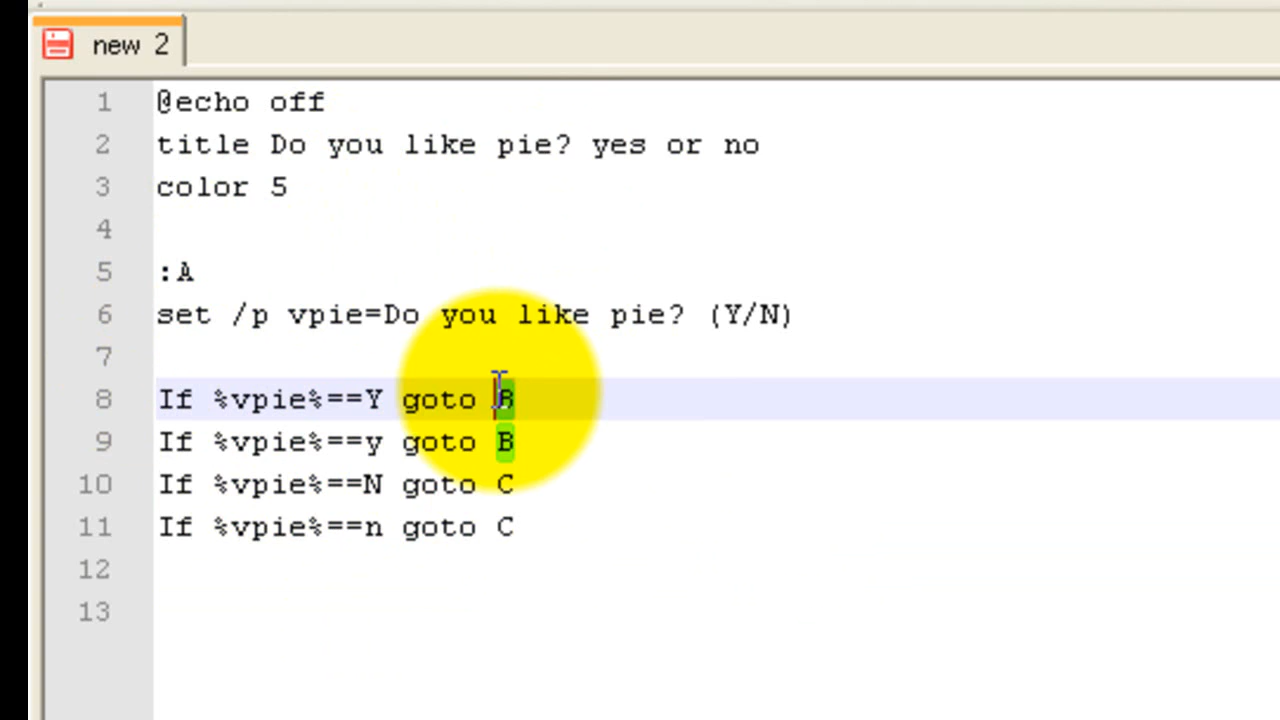 new 2
1 @echo off
2 title Do you like pie? yes or no
3 color 5
4
5 :A
6 set /p vpie=Do you like pie? (Y/N)
7
8 If %vpie%==Y goto B
9 If %vpie%==y goto B
10 If %vpie%==N goto C
11 If %vpie%==n goto C
12
13